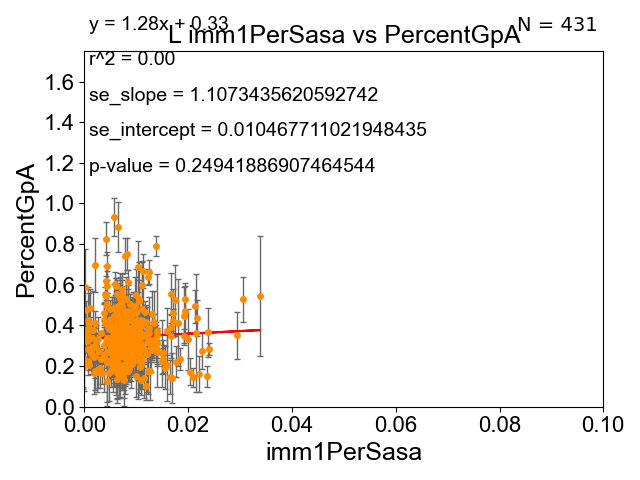 y = 1.28x + 0.33
L imm1PerSasa vs PercentGpA
N = 431
r^2 = 0.00
se_slope = 1.1073435620592742
se_intercept = 0.010467711021948435
p-value = 0.24941886907464544
PercentGpA
1.6
1.4
1.2
1.0
0.8
0.6
0.4
0.2
0.0
0.00 0.02 0.04 0.06 0.08 0.10
imm1PerSasa